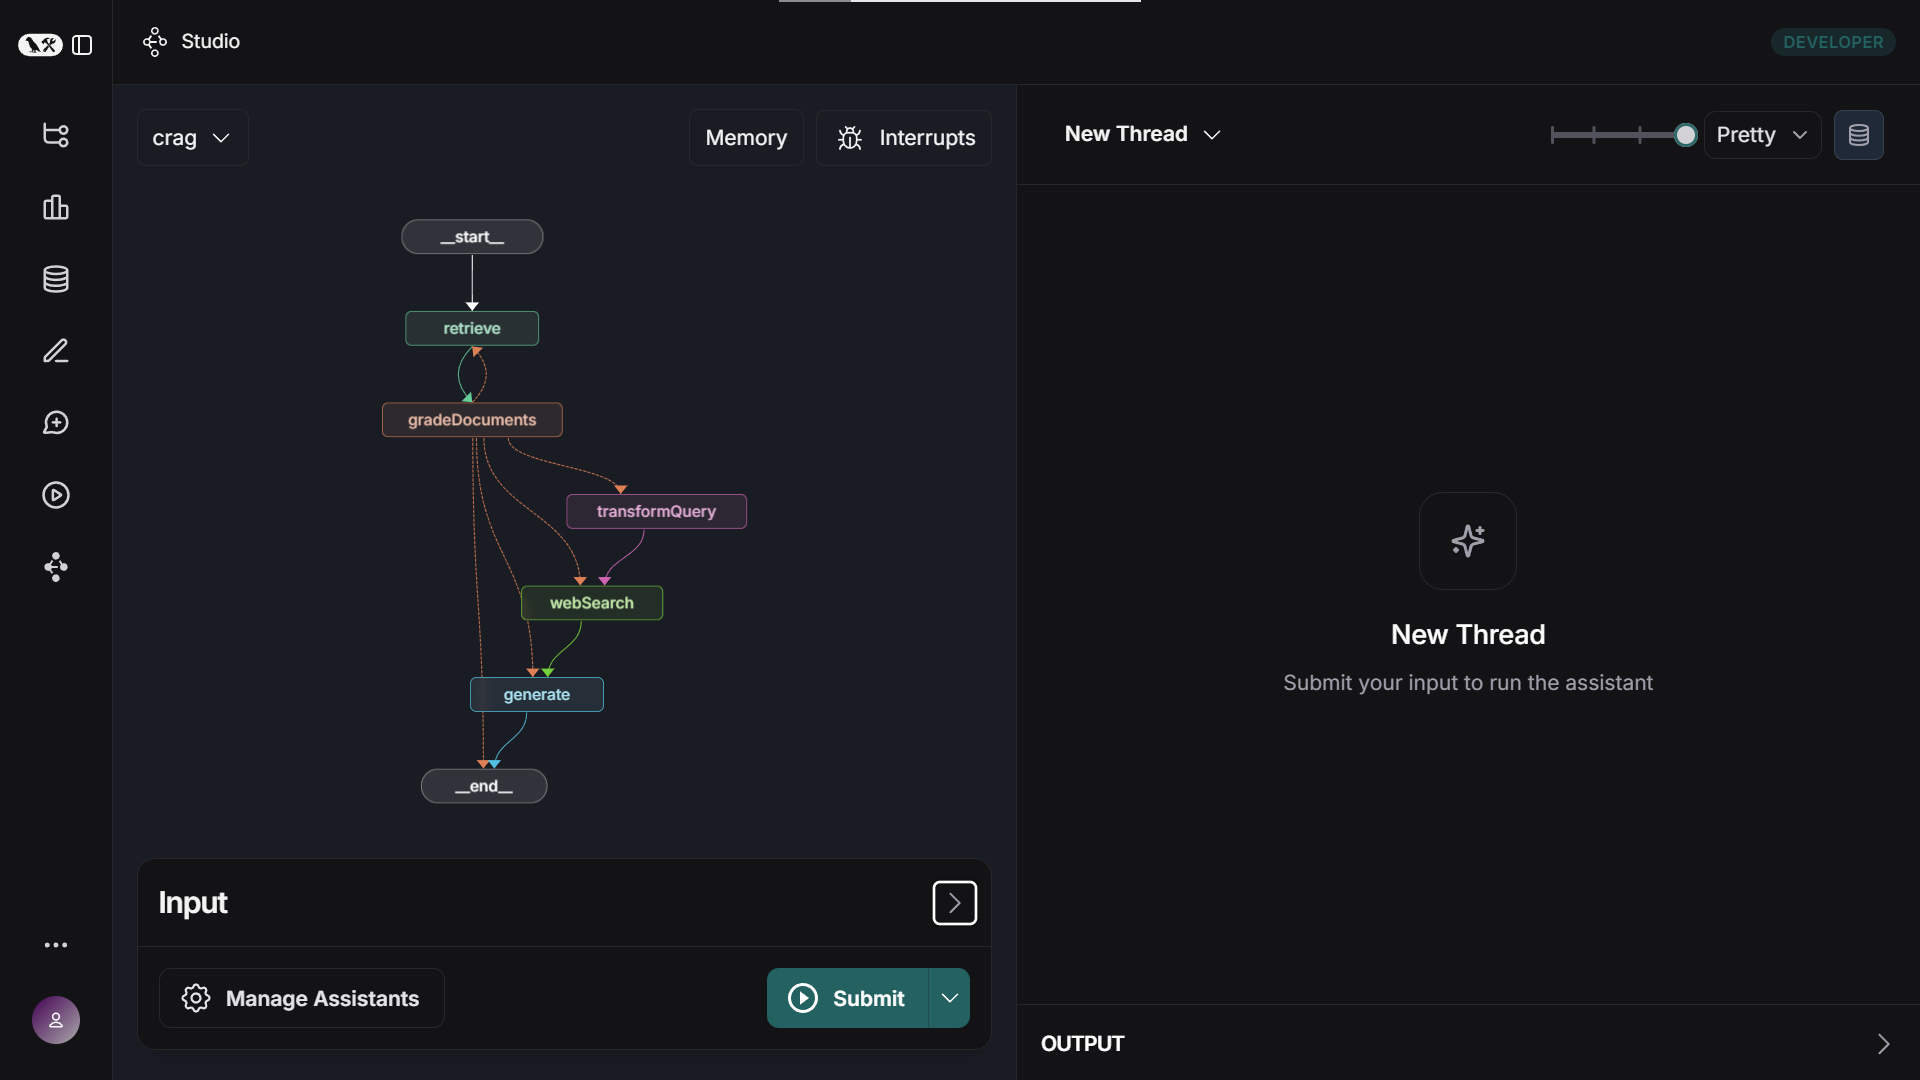 Studio
DEVELOPER
crag
Memory
Interrupts
New Thread
Pretty
__start__
retrieve
gradeDocuments
transformQuery
webSearch
generate
__end__
New Thread
Submit your input to run the assistant
Input
Manage Assistants
Submit
OUTPUT